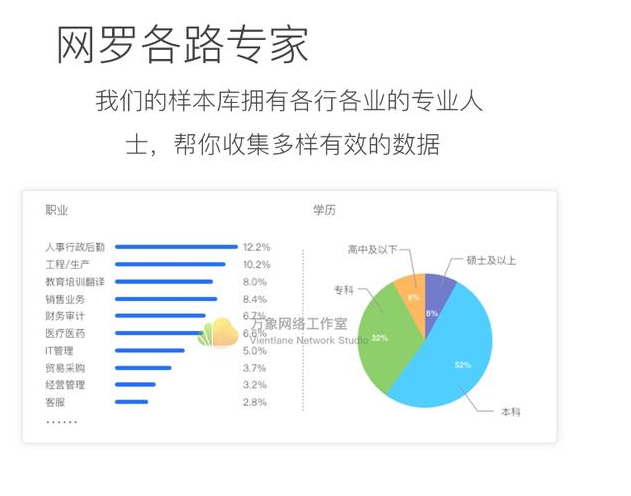 网罗各路专家
我们的样本库拥有各行各业的专业人
士，帮你收集多样有效的数据
职业
人事行政后勤 12.2%
工程/生产 10.2%
教育培训翻译 8.0%
销售业务 8.4%
财务审计 6.7%
医疗医药 6.6%
IT管理 5.0%
贸易采购 3.7%
经营管理 3.2%
客服 2.8%
......
万象网络工作室
Vientiane Network Studio
学历
高中及以下
硕士及以上
专科
8%
8%
32%
52%
本科